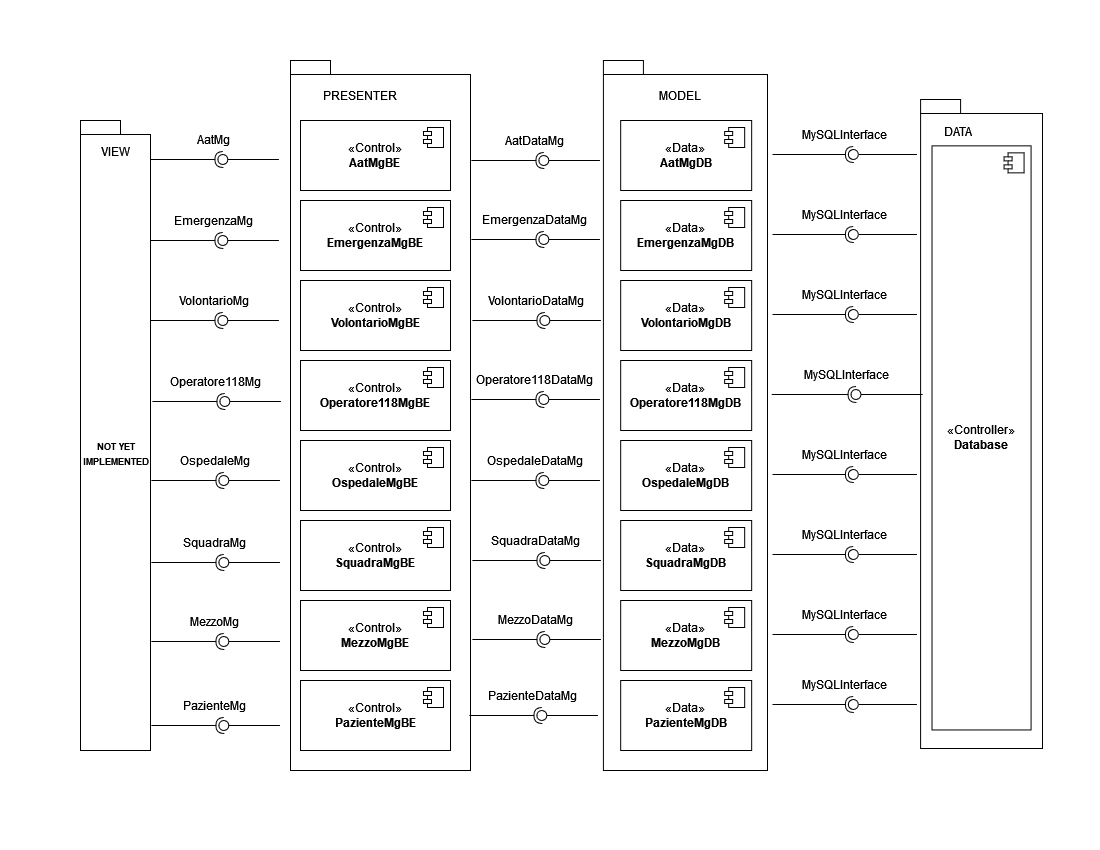 VIEW
NOT YET
IMPLEMENTED
AatMg
EmergenzaMg
VolontarioMg
Operatore118Mg
OspedaleMg
SquadraMg
MezzoMg
PazienteMg
PRESENTER
«Control»
AatMgBE
«Control»
EmergenzaMgBE
«Control»
VolontarioMgBE
«Control»
Operatore118MgBE
«Control»
OspedaleMgBE
«Control»
SquadraMgBE
«Control»
MezzoMgBE
«Control»
PazienteMgBE
AatDataMg
EmergenzaDataMg
VolontarioDataMg
Operatore118DataMg
OspedaleDataMg
SquadraDataMg
MezzoDataMg
PazienteDataMg
MODEL
«Data»
AatMgDB
«Data»
EmergenzaMgDB
«Data»
VolontarioMgDB
«Data»
Operatore118MgDB
«Data»
OspedaleMgDB
«Data»
SquadraMgDB
«Data»
MezzoMgDB
«Data»
PazienteMgDB
MySQLInterface
MySQLInterface
MySQLInterface
MySQLInterface
MySQLInterface
MySQLInterface
MySQLInterface
MySQLInterface
DATA
«Controller»
Database